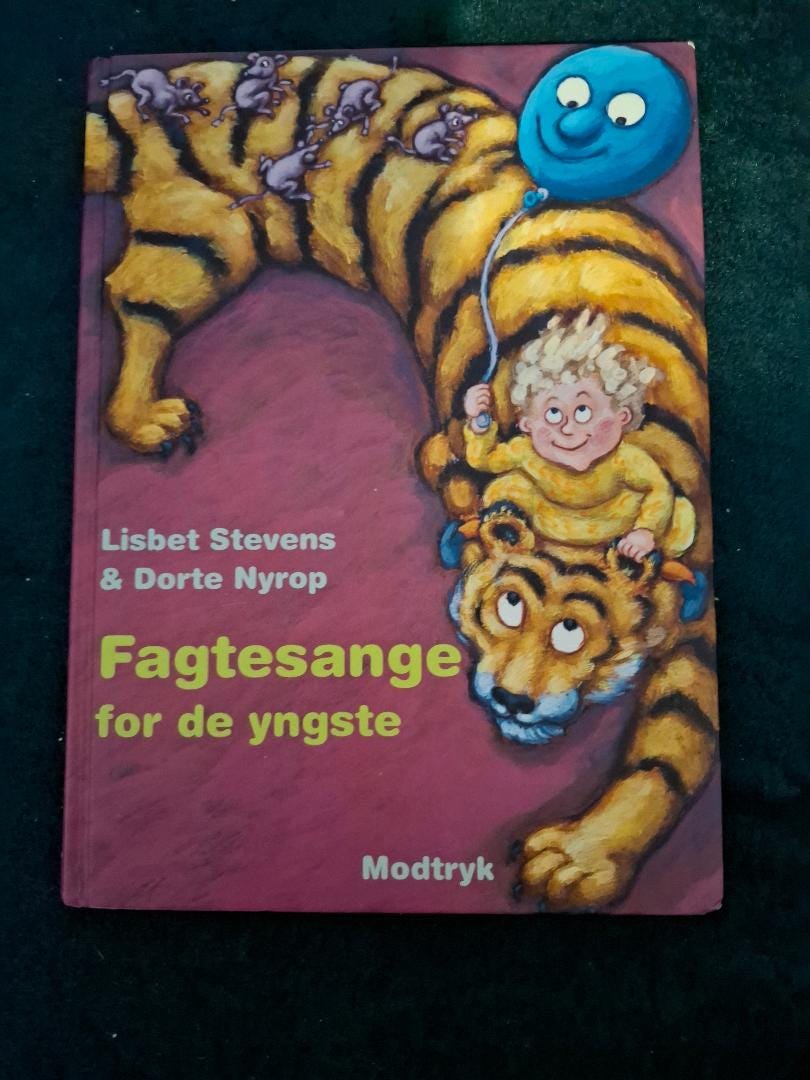 Lisbet Stevens
& Dorte Nyrop
Fagtesange
for de yngste
Modtryk